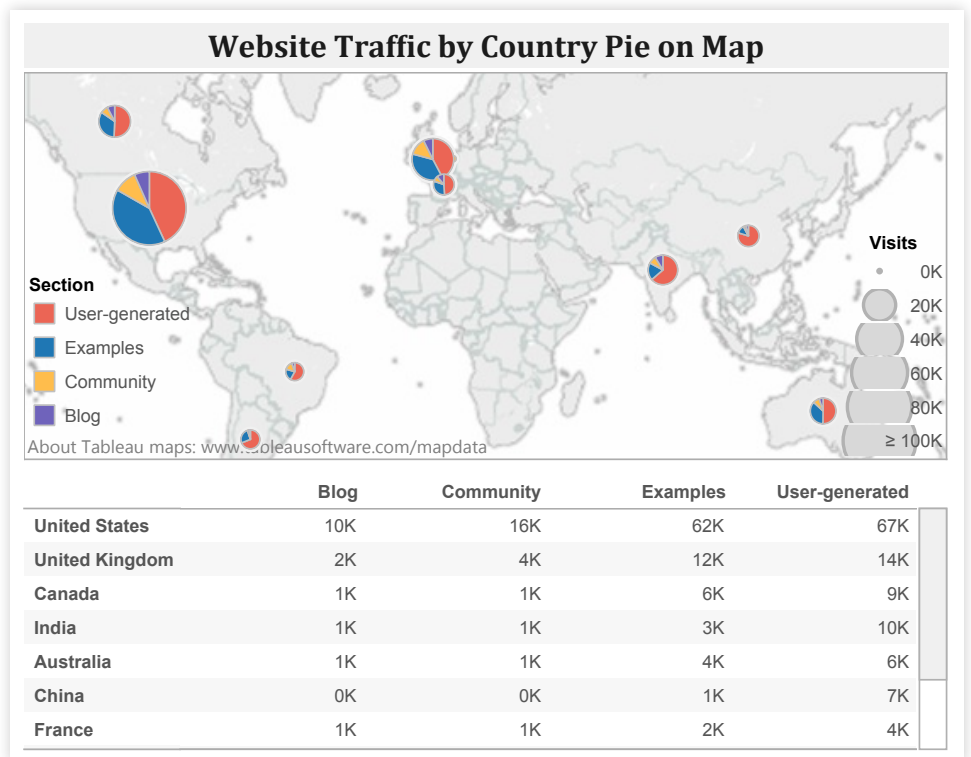 Website Traffic by Country Pie on Map
Visits
0K
20K
40K
60K
80K
≥ 100K
Section
User-generated
Examples
Community
Blog
About Tableau maps: www.tableausoftware.com/mapdata
Blog Community Examples User-generated
United States 10K 16K 62K 67K
United Kingdom 2K 4K 12K 14K
Canada 1K 1K 6K 9K
India 1K 1K 3K 10K
Australia 1K 1K 4K 6K
China 0K 0K 1K 7K
France 1K 1K 2K 4K